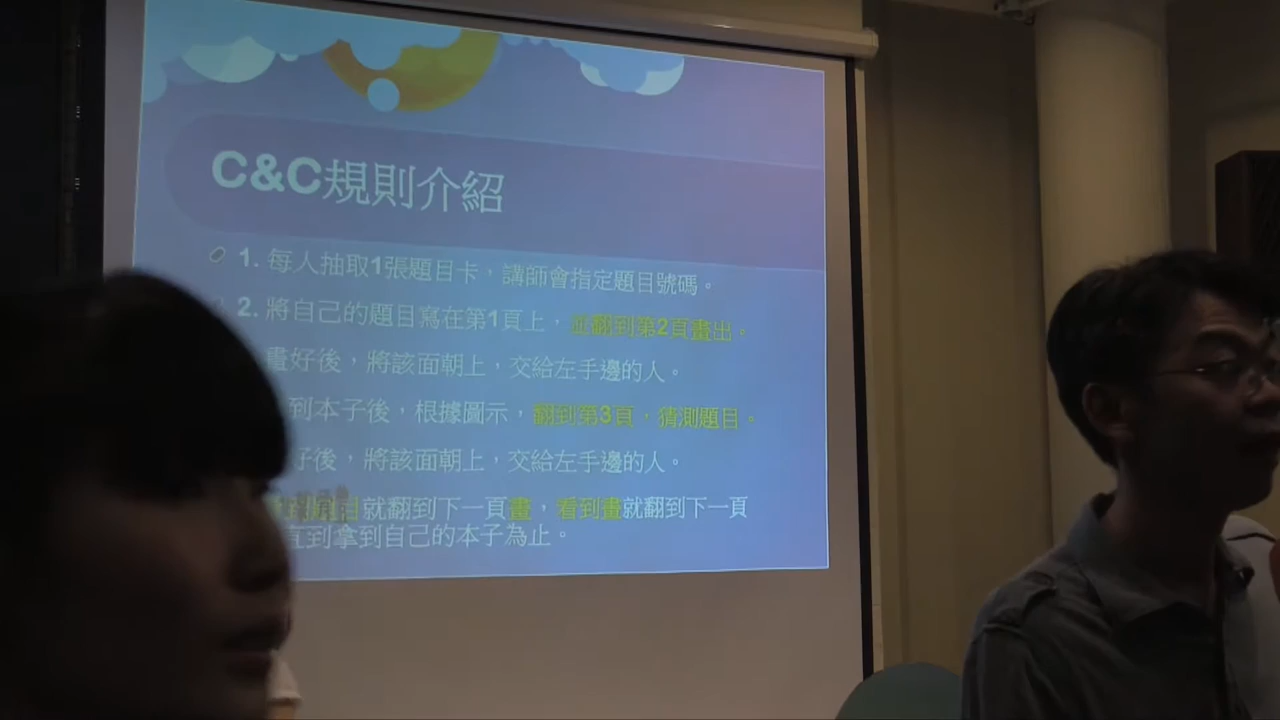 C&C規則介紹
1. 每人抽取1張題目卡，講師會指定題目號碼。
2. 將自己的題目寫在第1頁上，並翻到第2頁畫出。
畫好後，將該面朝上，交給左手邊的人。
到本子後，根據圖示，翻到第3頁，猜測題目。
好後，將該面朝上，交給左手邊的人。
題目就翻到下一頁畫，看到畫就翻到下一頁
直到拿到自己的本子為止。